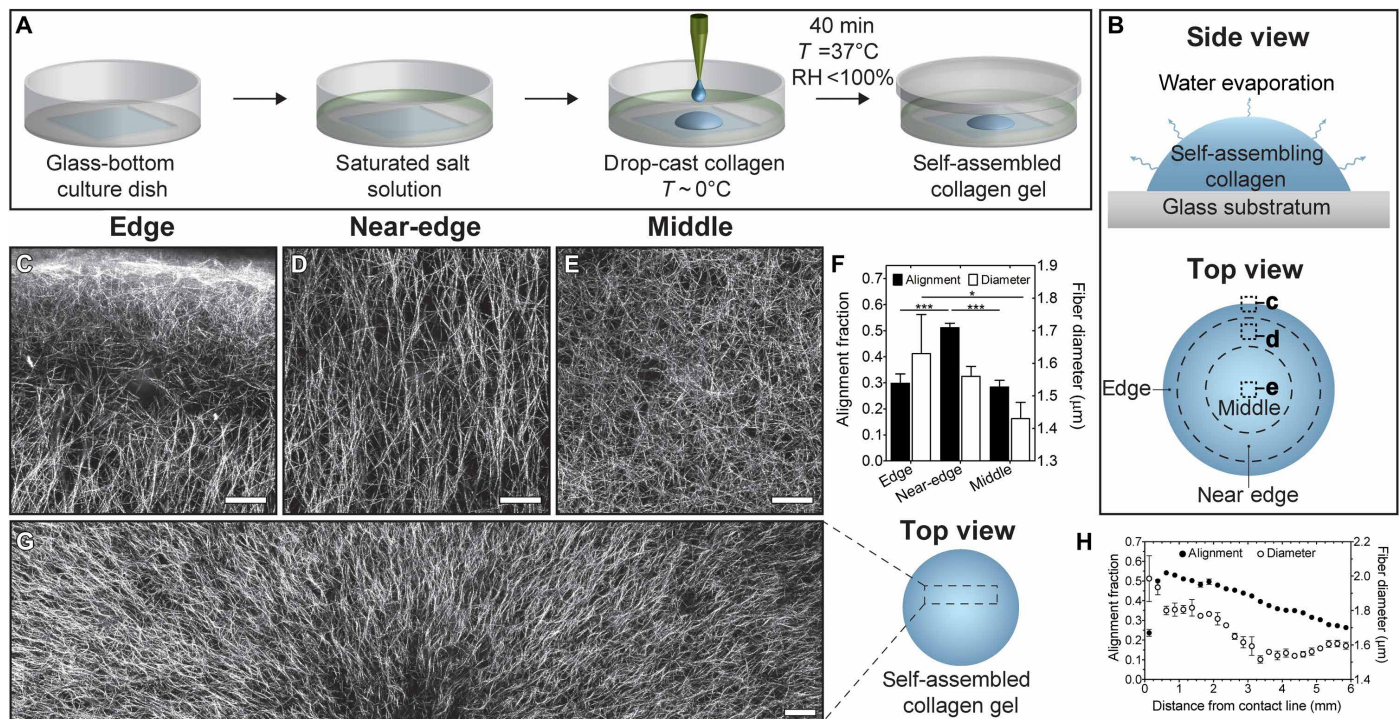 A
Glass-bottom
culture dish
Saturated salt
solution
Drop-cast collagen
T ~ 0°C
40 min
T =37°C
RH <100%
Self-assembled
collagen gel
B
Side view
Water evaporation
Self-assembling
collagen
Glass substratum
Top view
c
d
e
Edge
Middle
Near edge
Edge
Near-edge
Middle
C
D
E
F
Alignment
Diameter
*
***
***
Alignment fraction
0.7
0.6
0.5
0.4
0.3
0.2
0.1
0.0
Fiber diameter (μm)
1.9
1.8
1.7
1.6
1.5
1.4
1.3
Edge
Near-edge
Middle
G
Top view
Self-assembled
collagen gel
H
Alignment
Diameter
Alignment fraction
0.7
0.6
0.5
0.4
0.3
0.2
0.1
0.0
Fiber diameter (μm)
2.2
2.0
1.8
1.6
1.4
0 1 2 3 4 5 6
Distance from contact line (mm)